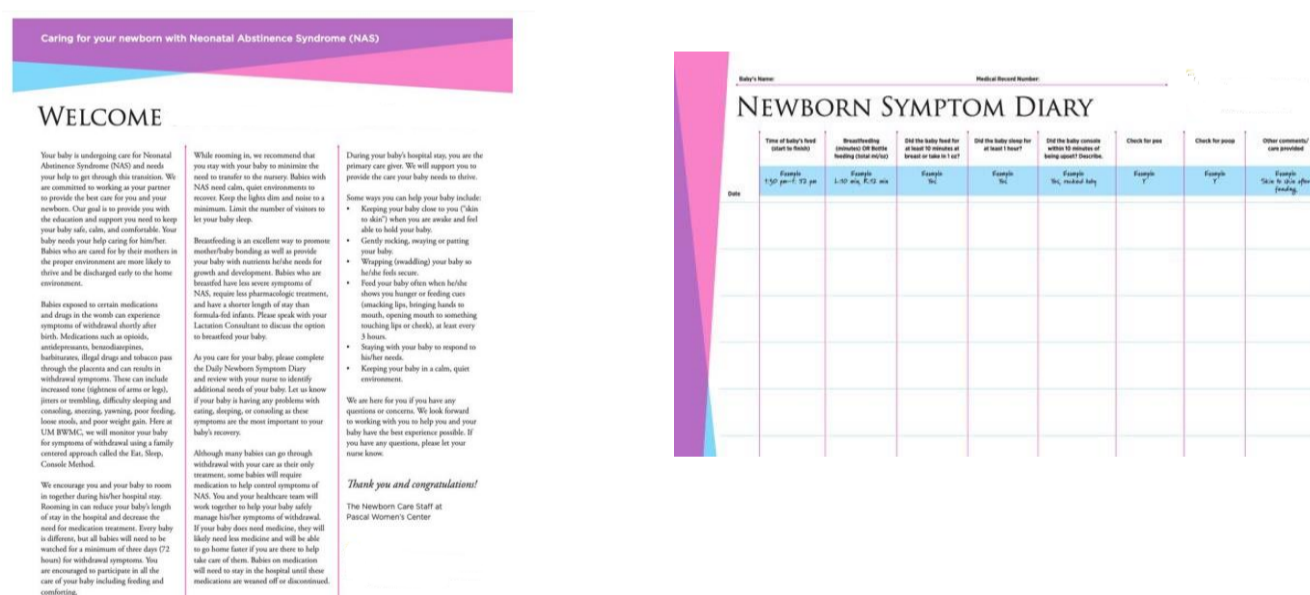 Caring for your newborn with Neonatal Abstinence Syndrome (NAS)
WELCOME
Your baby is undergoing care for Neonatal
Abstinence Syndrome (NAS) and needs
your help to get through this transition. We
are committed to working as your partner
to provide the best care for you and your
newborn. Our goal is to provide you with
the education and support you need to keep
your baby safe, calm, and comfortable. Your
baby needs your help caring for him/her.
Babies who are cared for by their mothers in
the proper environment are more likely to
thrive and be discharged early to the home
environment.
Babies exposed to certain medications
and drugs in the womb can experience
symptoms of withdrawal shortly after
birth. Medications such as opioids,
antidepressants, benzodiazepines,
barbiturates, illegal drugs and tobacco pass
through the placenta and can results in
withdrawal symptoms. These can include
increased tone (tightness of arms or legs),
jitters or trembling, difficulty sleeping and
consoling, sneezing, yawning, poor feeding,
loose stools, and poor weight gain. Here at
UM BWMC, we will monitor your baby
for symptoms of withdrawal using a family
centered approach called the Eat, Sleep,
Console Method.
We encourage you and your baby to room
in together during his/her hospital stay.
Rooming in can reduce your baby's length
of stay in the hospital and decrease the
need for medication treatment. Every baby
is different, but all babies will need to be
watched for a minimum of three days (72
hours) for withdrawal symptoms. You
are encouraged to participate in all the
care of your baby including feeding and
comforting.
While rooming in, we recommend that
you stay with your baby to minimize the
need to transfer to the nursery. Babies with
NAS need calm, quiet environments to
recover. Keep the lights dim and noise to a
minimum. Limit the number of visitors to
let your baby sleep.
Breastfeeding is an excellent way to promote
mother/baby bonding as well as provide
your baby with nutrients he/she needs for
growth and development. Babies who are
breastfed have less severe symptoms of
NAS, require less pharmacologic treatment,
and have a shorter length of stay than
formula-fed infants. Please speak with your
Lactation Consultant to discuss the option
to breastfeed your baby.
As you care for your baby, please complete
the Daily Newborn Symptom Diary
and review with your nurse to identify
additional needs of your baby. Let us know
if your baby is having any problems with
eating, sleeping, or consoling as these
symptoms are the most important to your
baby's recovery.
Although many babies can go through
withdrawal with your care as their only
treatment, some babies will require
medication to help control symptoms of
NAS. You and your healthcare team will
work together to help your baby safely
manage his/her symptoms of withdrawal.
If your baby does need medicine, they will
likely need less medicine and will be able
to go home faster if you are there to help
take care of them. Babies on medication
will need to stay in the hospital until these
medications are weaned off or discontinued.
During your baby's hospital stay, you are the
primary care giver. We will support you to
provide the care your baby needs to thrive.
Some ways you can help your baby include:
• Keeping your baby close to you ("skin
to skin") when you are awake and feel
able to hold your baby.
• Gently rocking, swaying or patting
your baby.
• Wrapping (swaddling) your baby so
he/she feels secure.
• Feed your baby often when he/she
shows you hunger or feeding cues
(smacking lips, bringing hands to
mouth, opening mouth to something
touching lips or cheek), at least every
3 hours.
• Staying with your baby to respond to
his/her needs.
• Keeping your baby in a calm, quiet
environment.
We are here for you if you have any
questions or concerns. We look forward
to working with you to help you and your
baby have the best experience possible. If
you have any questions, please let your
nurse know.
Thank you and congratulations!
The Newborn Care Staff at
Pascal Women's Center
Baby's Name: Medical Record Number:
NEWBORN SYMPTOM DIARY
Date
Time of baby's feed
(start to finish)
Example
Breastfeeding
(minutes) OR Bottle
feeding (total ml/oz)
Example
L:10 min, R:12 min
Did the baby feed for
at least 10 minutes at
breast or take in 1 oz?
Example
Yes
Did the baby sleep for
at least 1 hour?
Example
Yes
Did the baby console
within 10 minutes of
being upset? Describe.
Example
Yes, rocked baby
Check for pee
Example
Y
Check for poop
Example
Y
Other comments/
care provided
Example
Skin to skin after
feeding